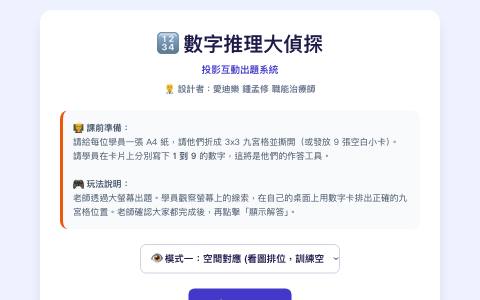 🔢 數字推理大偵探
投影互動出題系統
👨‍⚕️ 設計者：愛迪樂 鍾孟修 職能治療師
👩‍🏫 課前準備：
請給每位學員一張 A4 紙，請他們折成 3x3 九宮格並撕開（或發放 9 張空白小卡）。
請學員在卡片上分別寫下 1 到 9 的數字，這將是他們的作答工具。
🎮 玩法說明：
老師透過大螢幕出題。學員觀察螢幕上的線索，在自己的桌面上用數字卡排出正確的九
宮格位置。老師確認大家都完成後，再點擊「顯示解答」。
👁️ 模式一：空間對應 (看圖排位，訓練空